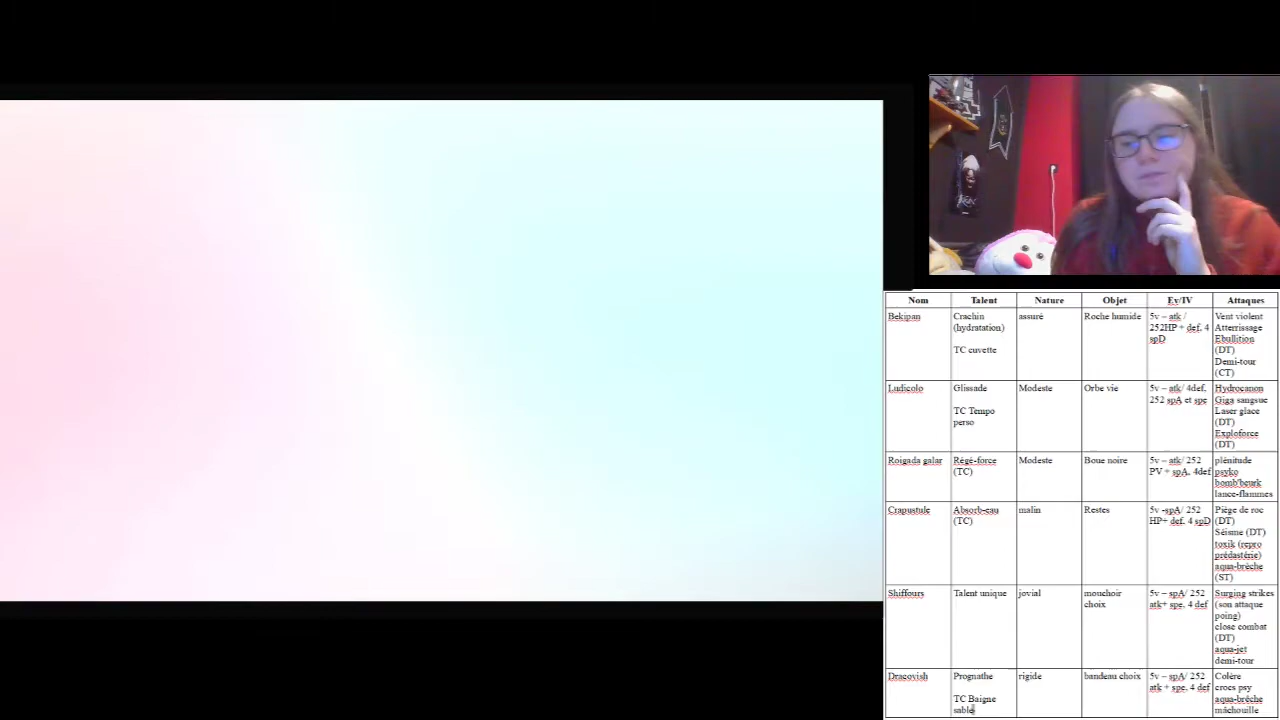 Nom Talent Nature Objet Ev/IV Attaques
Bekipan
Crachin
(hydratation)
TC cuvette
assuré
Roche humide
5v – atk /
252HP + def. 4
spD
Vent violent
Atterrissage
Ebullition
(DT)
Demi-tour
(CT)
Ludicolo
Glissade
TC Tempo
perso
Modeste
Orbe vie
5v – atk/ 4def.
252 spA et spe
Hydrocanon
Giga sangsue
Laser glace
(DT)
Exploforce
(DT)
Roigada galar
Régé-force
(TC)
Modeste
Boue noire
5v – atk/ 252
PV + spA. 4def
plénitude
psyko
bomb'beurk
lance-flammes
Crapustule
Absorb-eau
(TC)
malin
Restes
5v -spA/ 252
HP+ def. 4 spD
Piège de roc
(DT)
Séisme (DT)
toxik (repro
prédastérie)
aqua-brèche
(ST)
Shiffours
Talent unique
jovial
mouchoir
choix
5v – spA/ 252
atk+ spe. 4 def
Surging strikes
(son attaque
poing)
close combat
(DT)
aqua-jet
demi-tour
Dracovish
Prognathe
TC Baigne
sable
rigide
bandeau choix
5v – spA/ 252
atk + spe. 4 def
Colère
crocs psy
aqua-brêche
mâchouille